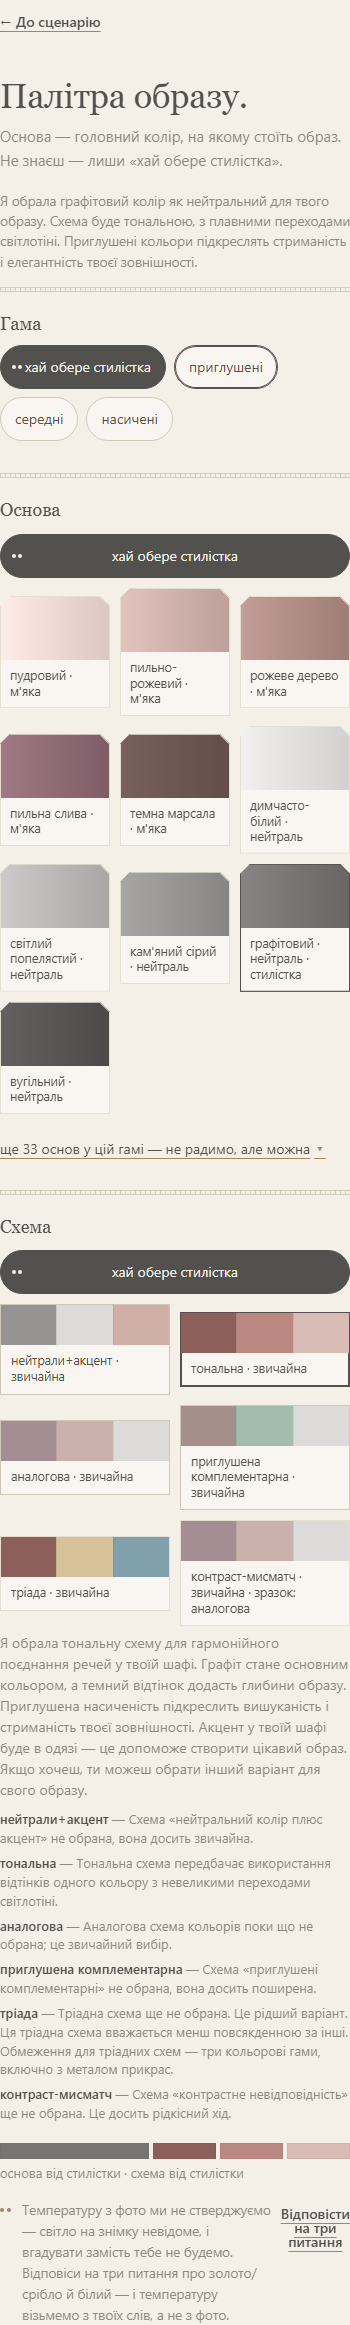 ← До сценарію
Палітра образу.
Основа — головний колір, на якому стоїть образ.
Не знаєш — лиши «хай обере стилістка».
Я обрала графітовий колір як нейтральний для твого
образу. Схема буде тональною, з плавними переходами
світлотіні. Приглушені кольори підкреслять стриманість
і елегантність твоєї зовнішності.
Гама
хай обере стилістка
приглушені
середні
насичені
Основа
хай обере стилістка
пудровий ·
м'яка
пильно-
рожевий ·
м'яка
рожеве дерево
· м'яка
пильна слива ·
м'яка
темна марсала
· м'яка
димчасто-
білий ·
нейтраль
світлий
попелястий ·
нейтраль
кам'яний сірий
· нейтраль
графітовий ·
нейтраль ·
стилістка
вугільний ·
нейтраль
ще 33 основ у цій гамі — не радимо, але можна ▾
Схема
хай обере стилістка
нейтрали+акцент ·
звичайна
тональна · звичайна
аналогова · звичайна
приглушена
комплементарна ·
звичайна
тріада · звичайна
контраст-мисматч ·
звичайна · зразок:
аналогова
Я обрала тональну схему для гармонійного
поєднання речей у твоїй шафі. Графіт стане основним
кольором, а темний відтінок додасть глибини образу.
Приглушена насиченість підкреслить вишуканість і
стриманість твоєї зовнішності. Акцент у твоїй шафі
буде в одязі — це допоможе створити цікавий образ.
Якщо хочеш, ти можеш обрати інший варіант для
свого образу.
нейтрали+акцент — Схема «нейтральний колір плюс
акцент» не обрана, вона досить звичайна.
тональна — Тональна схема передбачає використання
відтінків одного кольору з невеликими переходами
світлотіні.
аналогова — Аналогова схема кольорів поки що не
обрана; це звичайний вибір.
приглушена комплементарна — Схема «приглушені
комплементарні» не обрана, вона досить поширена.
тріада — Тріадна схема ще не обрана. Це рідший варіант.
Ця тріадна схема вважається менш повсякденною за інші.
Обмеження для тріадних схем — три кольорові гами,
включно з металом прикрас.
контраст-мисматч — Схема «контрастне невідповідність»
ще не обрана. Це досить рідкісний хід.
основа від стилістки · схема від стилістки
Температуру з фото ми не стверджуємо
— світло на знімку невідоме, і
вгадувати замість тебе не будемо.
Відповіси на три питання про золото/
срібло й білий — і температуру
візьмемо з твоїх слів, а не з фото.
Відповісти
на три
питання